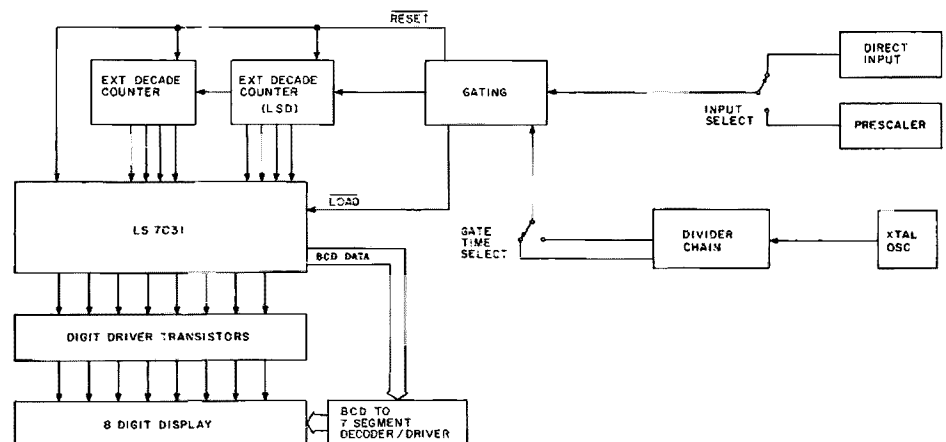 RESET
DIRECT
INPUT
EXT DECADE
COUNTER
EXT DECADE
COUNTER
(LSD)
GATING
INPUT
SELECT
PRESCALER
LOAD
LS 7031
GATE
TIME
SELECT
DIVIDER
CHAIN
XTAL
OSC
BCD DATA
DIGIT DRIVER TRANSISTORS
8 DIGIT DISPLAY
BCD TO
7 SEGMENT
DECODER/DRIVER